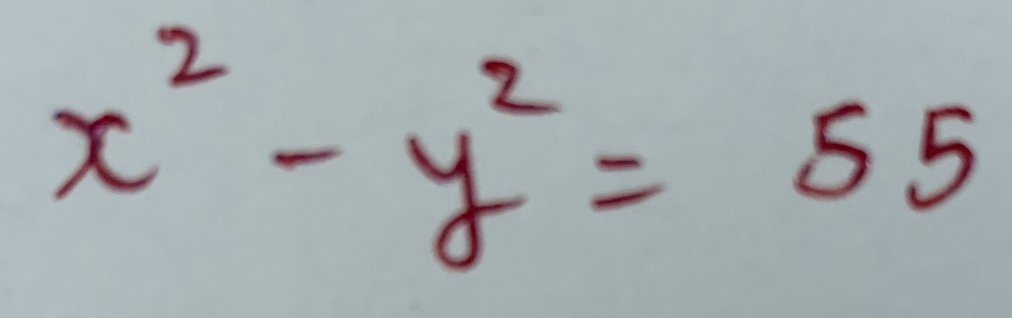 x² - y² = 55